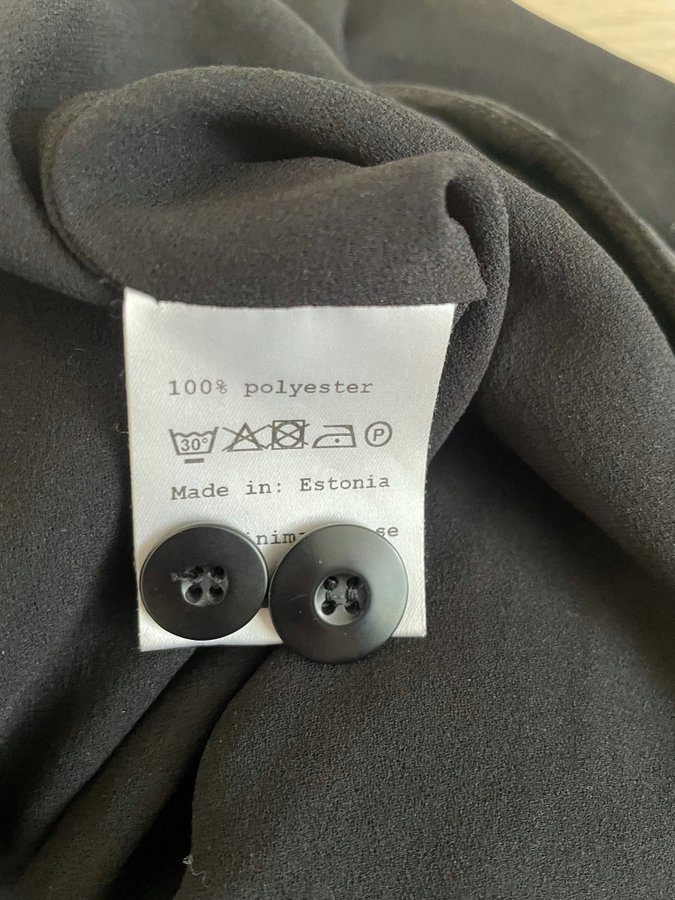 100% polyester
30°
P
Made in: Estonia